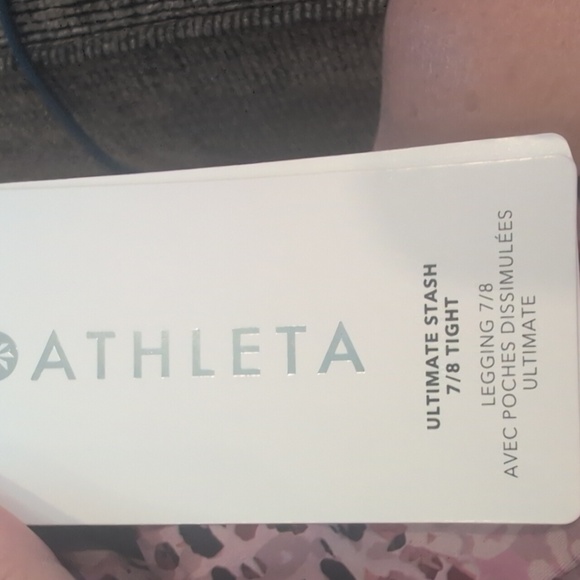 ATHLETA
ULTIMATE STASH
7/8 TIGHT
LEGGING 7/8
AVEC POCHES DISSIMULÉES
ULTIMATE